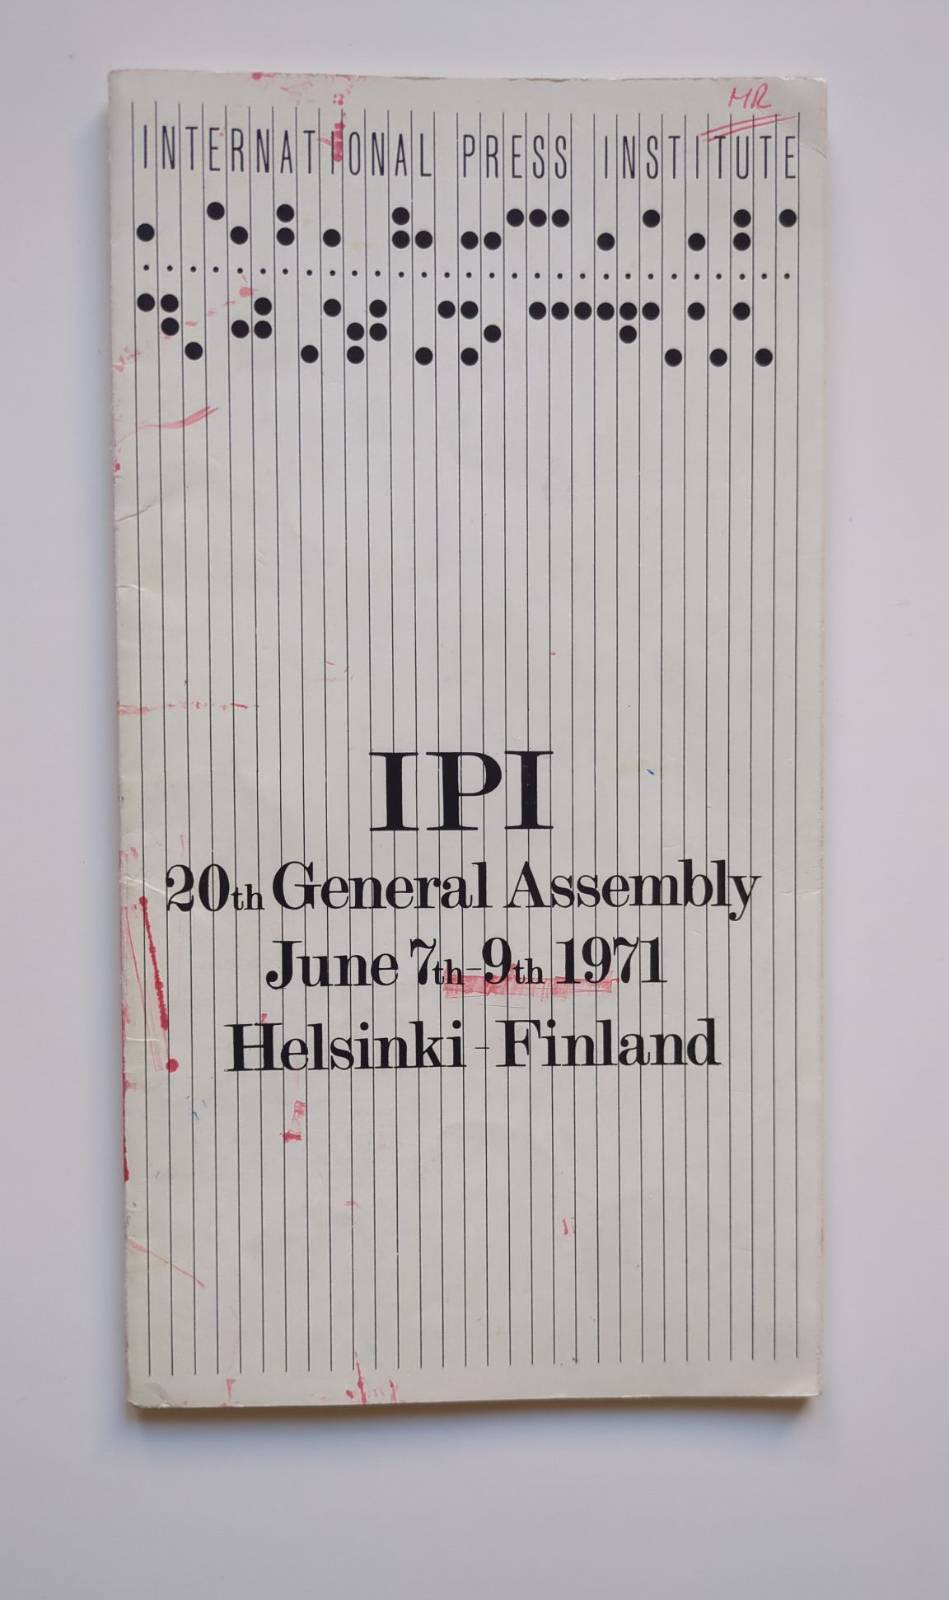 MR
INTERNATIONAL PRESS INSTITUTE
IPI
20th General Assembly
June 7th-9th 1971
Helsinki - Finland